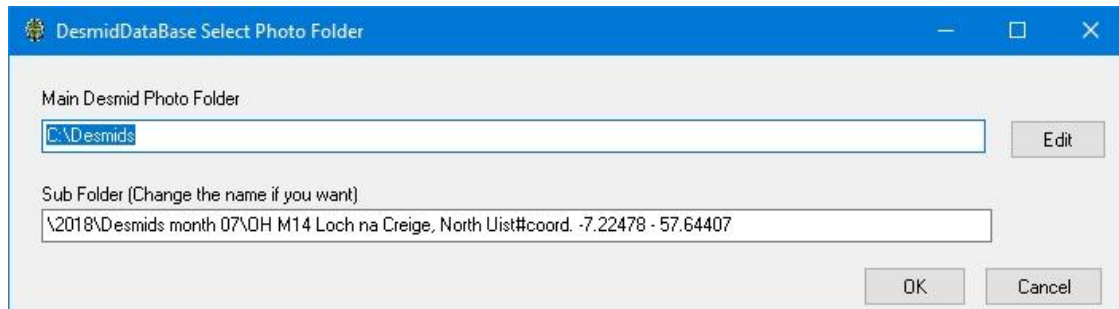 DesmidDataBase Select Photo Folder
Main Desmid Photo Folder
C:\Desmids
Edit
Sub Folder (Change the name if you want)
\2018\Desmids month 07\OH M14 Loch na Creige, North Uist#coord. -7.22478 - 57.64407
OK Cancel